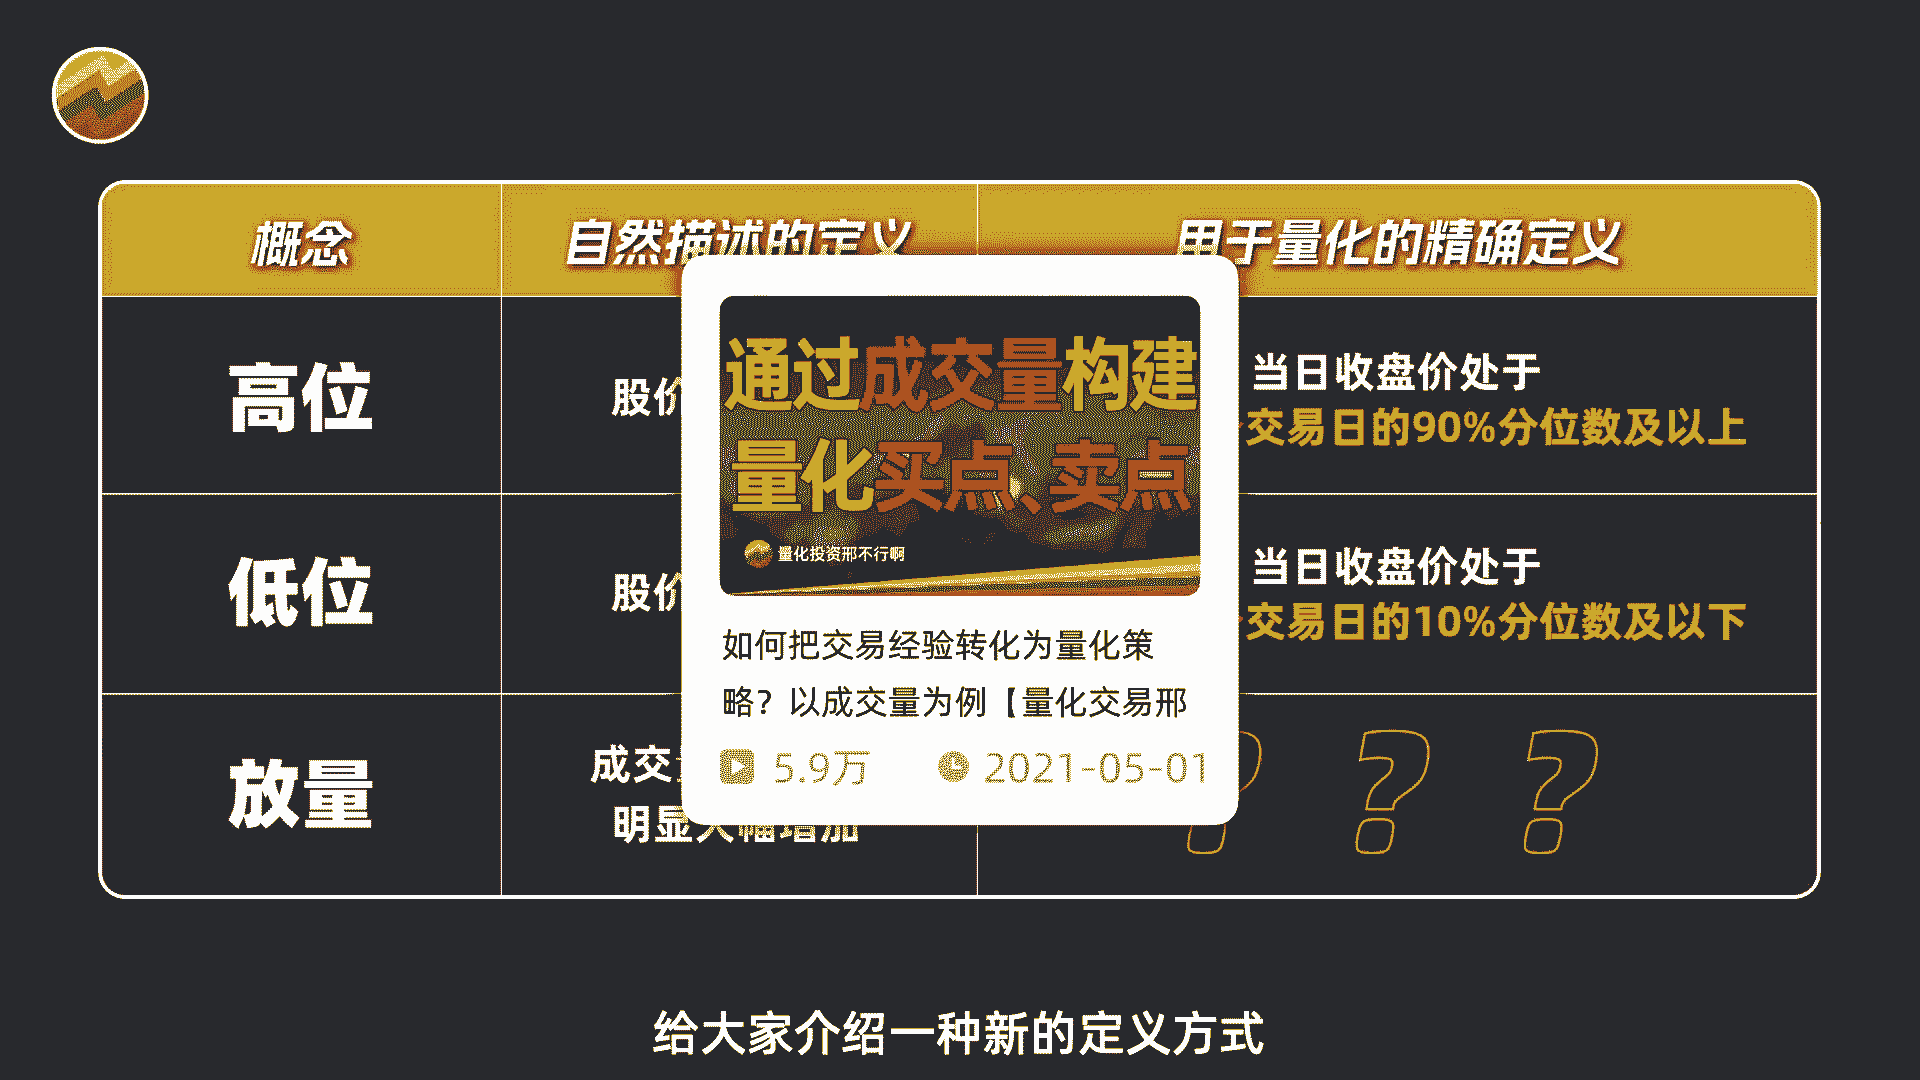 概念
自然描述的定义
用于量化的精确定义
高位
股价
当日收盘价处于
交易日的90%分位数及以上
低位
股价
当日收盘价处于
交易日的10%分位数及以下
放量
成交
明显大幅增加
? ? ?
通过成交量构建
量化买点、卖点
量化投资邢不行啊
如何把交易经验转化为量化策
略？以成交量为例【量化交易邢
5.9万
2021-05-01
给大家介绍一种新的定义方式